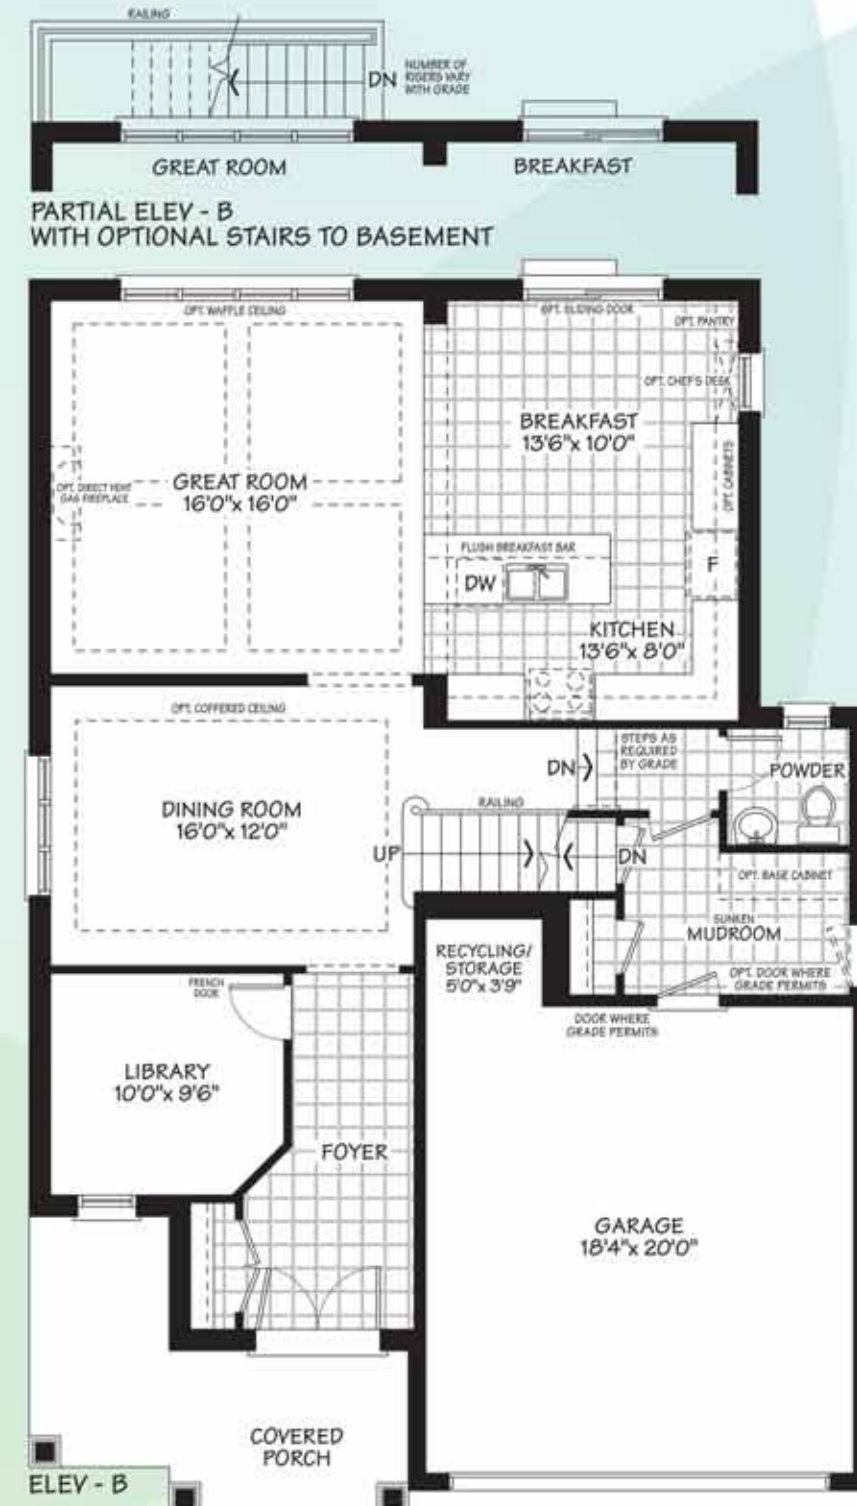 RAILING
DN
NUMBER OF
RISERS VARY
WITH GRADE
GREAT ROOM
BREAKFAST
PARTIAL ELEV - B
WITH OPTIONAL STAIRS TO BASEMENT
OPT. WAFFLE CEILING
6FT. SLIDING DOOR
OPT. PANTRY
OPT. CHEF'S DESK
BREAKFAST
13'6"x 10'0"
OPT. CABINETS
GREAT ROOM
16'0"x 16'0"
OPT. DIRECT VENT
GAS FIREPLACE
FLUSH BREAKFAST BAR
DW
F
KITCHEN
13'6"x 8'0"
OPT. COFFERED CEILING
STEPS AS
REQUIRED
BY GRADE
DN
POWDER
DINING ROOM
16'0"x 12'0"
RAILING
UP
DN
OPT. BASE CABINET
SUNKEN
MUDROOM
RECYCLING/
STORAGE
5'0"x 3'9"
OPT. DOOR WHERE
GRADE PERMITS
FRENCH
DOOR
DOOR WHERE
GRADE PERMITS
LIBRARY
10'0"x 9'6"
FOYER
GARAGE
18'4"x 20'0"
COVERED
PORCH
ELEV - B